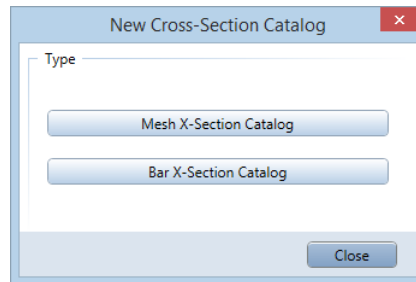 New Cross-Section Catalog
Type
Mesh X-Section Catalog
Bar X-Section Catalog
Close